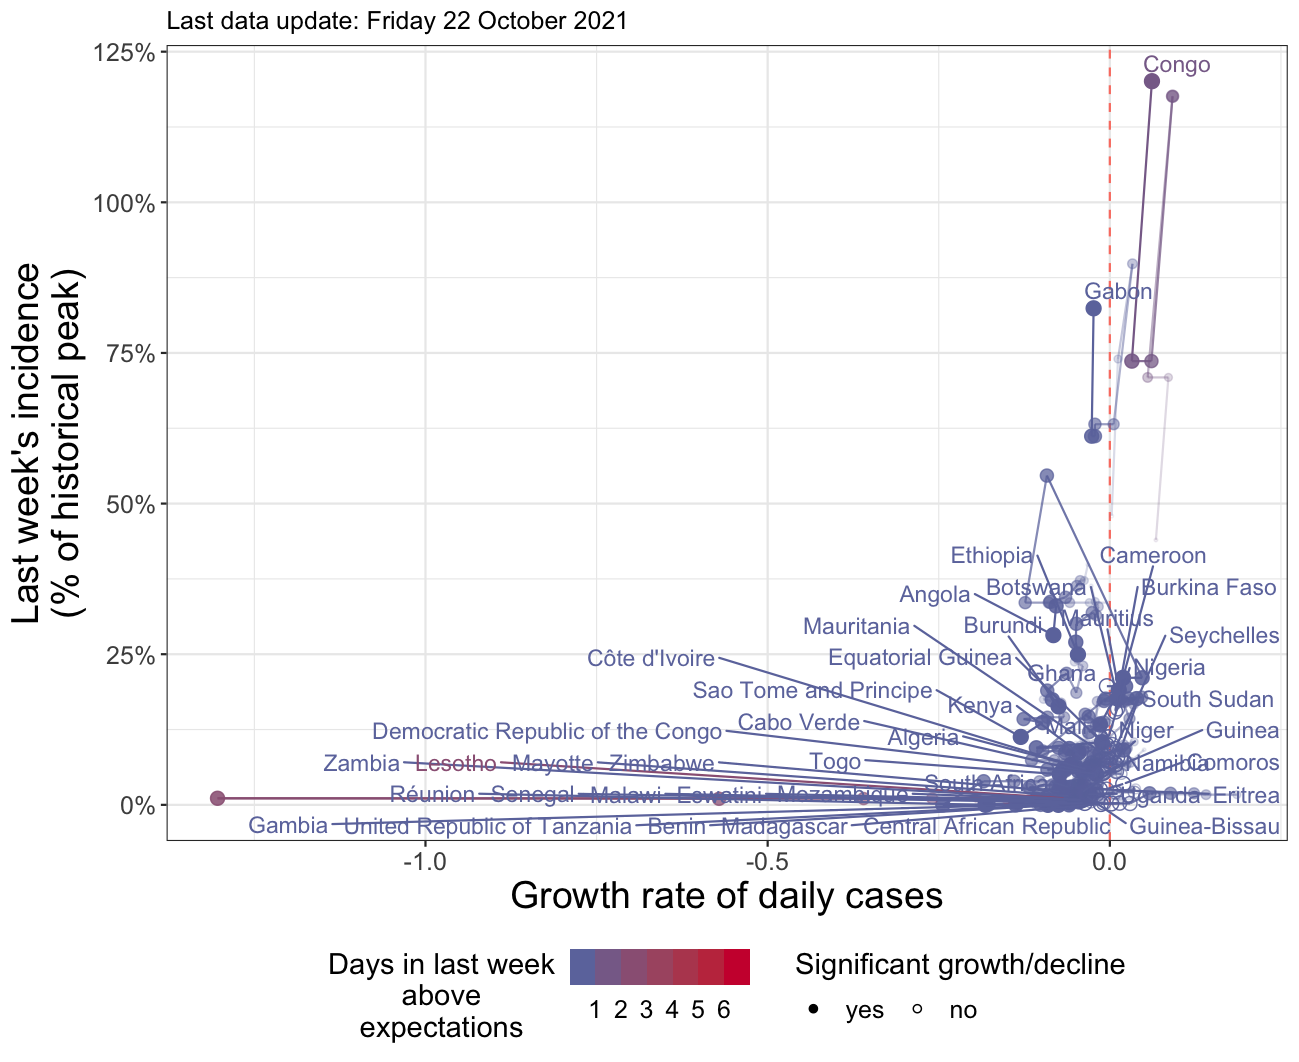 Last data update: Friday 22 October 2021
125%
100%
75%
50%
25%
0%
Last week's incidence
(% of historical peak)
Congo
Gabon
Ethiopia
Cameroon
Botswana
Burkina Faso
Angola
Mauritius
Mauritania
Burundi
Seychelles
Côte d'Ivoire
Equatorial Guinea
Ghana
Nigeria
Sao Tome and Principe
Kenya
South Sudan
Cabo Verde
Democratic Republic of the Congo
Algeria
Mali
Niger
Guinea
Zambia
Lesotho
Mayotte
Zimbabwe
Togo
Namibia
Comoros
South Africa
Réunion
Senegal
Malawi
Eswatini
Mozambique
Uganda
Eritrea
Gambia
United Republic of Tanzania
Benin
Madagascar
Central African Republic
Guinea-Bissau
-1.0
-0.5
0.0
Growth rate of daily cases
Days in last week
above
expectations
1 2 3 4 5 6
Significant growth/decline
yes
no